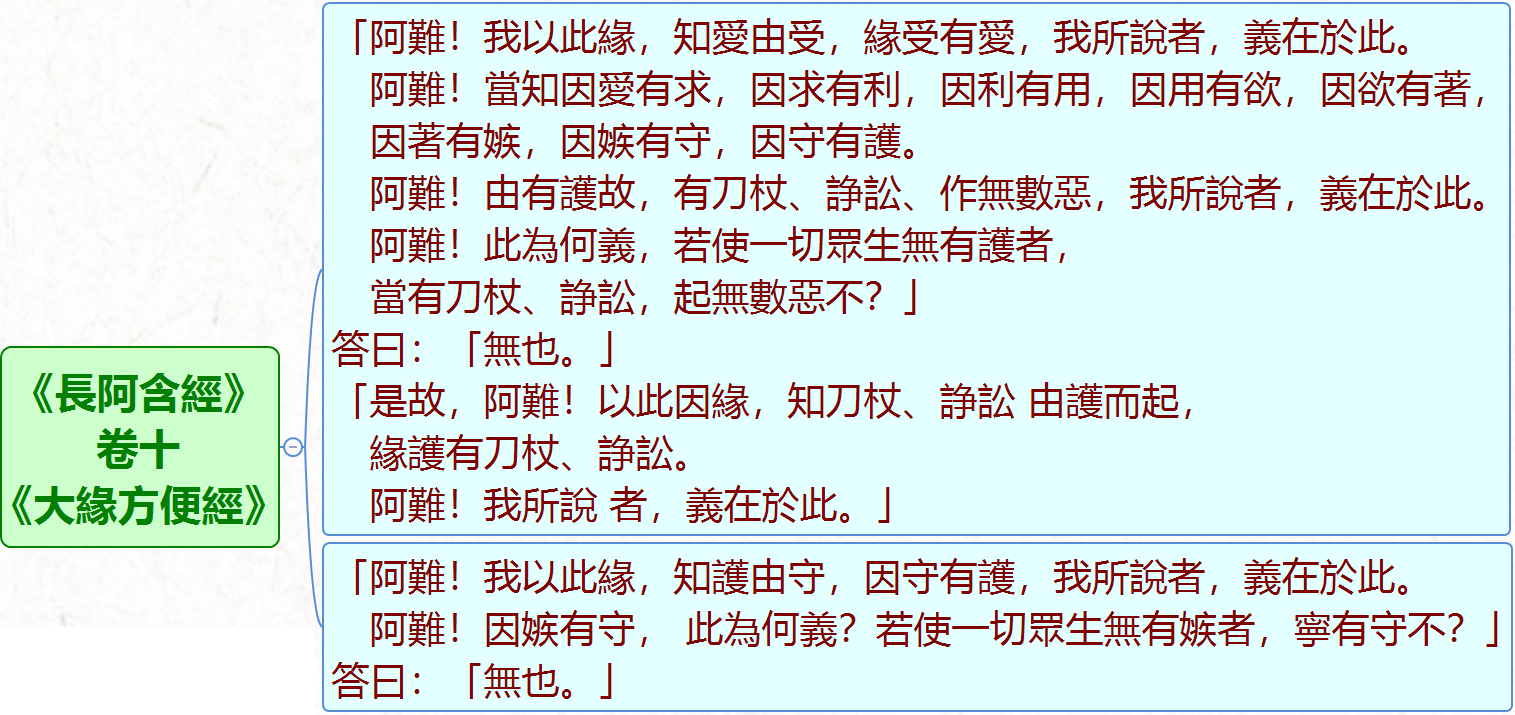 《長阿含經》
卷十
《大緣方便經》
「阿難！我以此緣，知愛由受，緣受有愛，我所說者，義在於此。
阿難！當知因愛有求，因求有利，因利有用，因用有欲，因欲有著，
因著有嫉，因嫉有守，因守有護。
阿難！由有護故，有刀杖、諍訟、作無數惡，我所說者，義在於此。
阿難！此為何義，若使一切眾生無有護者，
當有刀杖、諍訟，起無數惡不？」
答曰：「無也。」
「是故，阿難！以此因緣，知刀杖、諍訟 由護而起，
緣護有刀杖、諍訟。
阿難！我所說 者，義在於此。」
「阿難！我以此緣，知護由守，因守有護，我所說者，義在於此。
阿難！因嫉有守， 此為何義？若使一切眾生無有嫉者，寧有守不？」
答曰：「無也。」